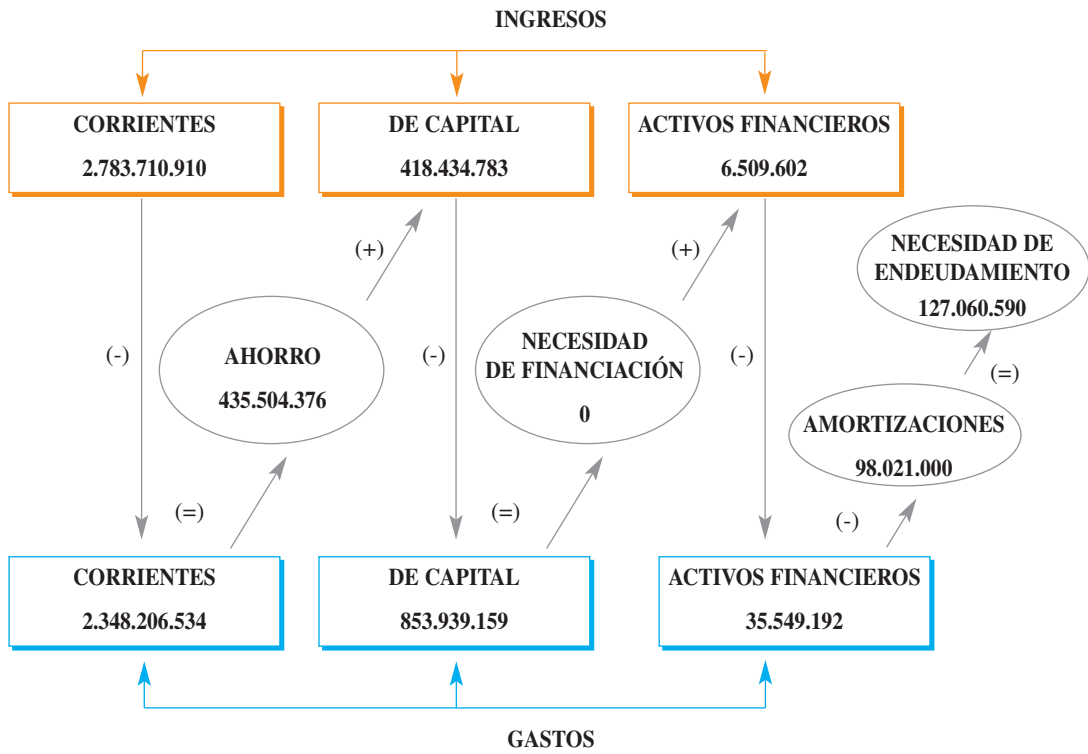 INGRESOS
CORRIENTES
2.783.710.910
DE CAPITAL
418.434.783
ACTIVOS FINANCIEROS
6.509.602
(+)
(+)
NECESIDAD DE
ENDEUDAMIENTO
127.060.590
(-)
AHORRO
435.504.376
(-)
NECESIDAD
DE FINANCIACIÓN
0
(-)
(=)
AMORTIZACIONES
98.021.000
(=)
(=)
(-)
CORRIENTES
2.348.206.534
DE CAPITAL
853.939.159
ACTIVOS FINANCIEROS
35.549.192
GASTOS